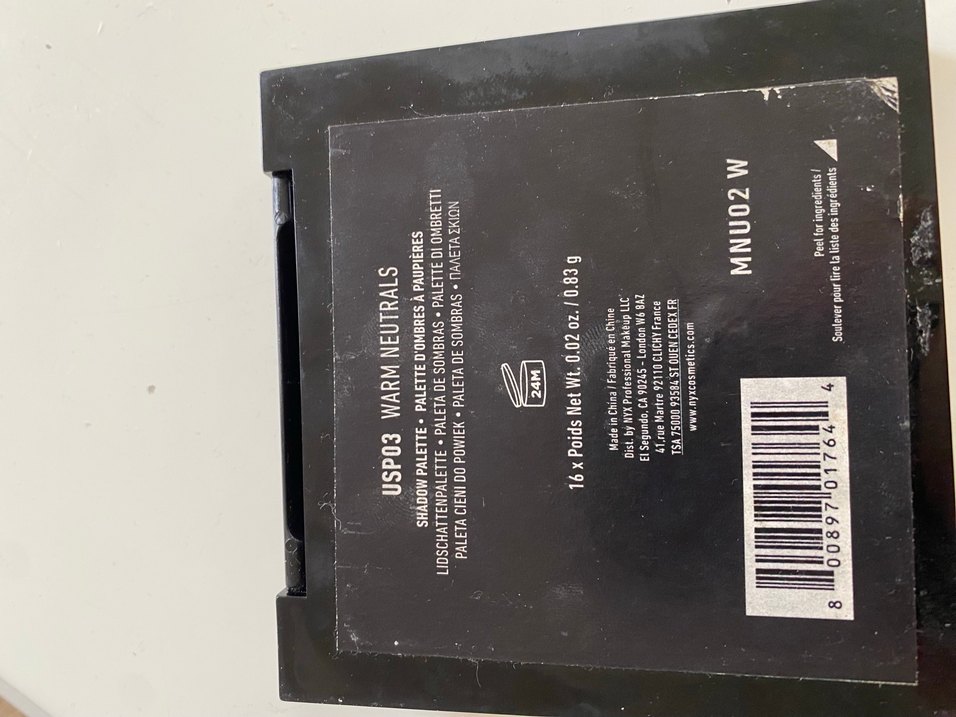 USP03 WARM NEUTRALS
SHADOW PALETTE • PALETTE D'OMBRES À PAUPIÈRES
LIDSCHATTENPALETTE • PALETA DE SOMBRAS • PALETTE DI OMBRETTI
PALETA CIENI DO POWIEK • PALETA DE SOMBRAS • ΠΑΛΕΤΑ ΣΚΙΩΝ
24M
16 x Poids Net Wt. 0.02 oz. / 0.83 g
Made in China / Fabriqué en Chine
Dist. by NYX Professional Makeup LLC
El Segundo, CA 90245 - London W6 8AZ
41, rue Martre 92110 CLICHY France
TSA 75000 93584 ST OUEN CEDEX FR
www.nyxcosmetics.com
MNU02 W
8 00897 01764 4
Peel for ingredients /
Soulever pour lire la liste des ingrédients